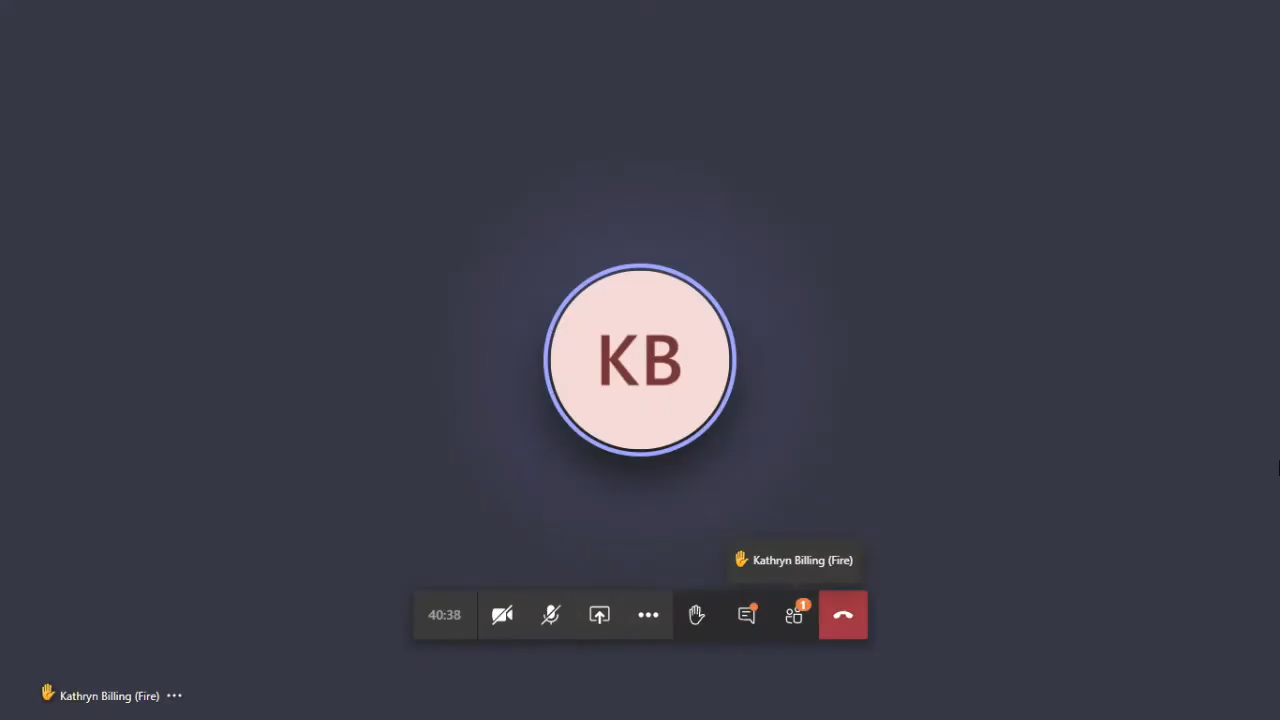 KB
Kathryn Billing (Fire)
40:38
1
Kathryn Billing (Fire)